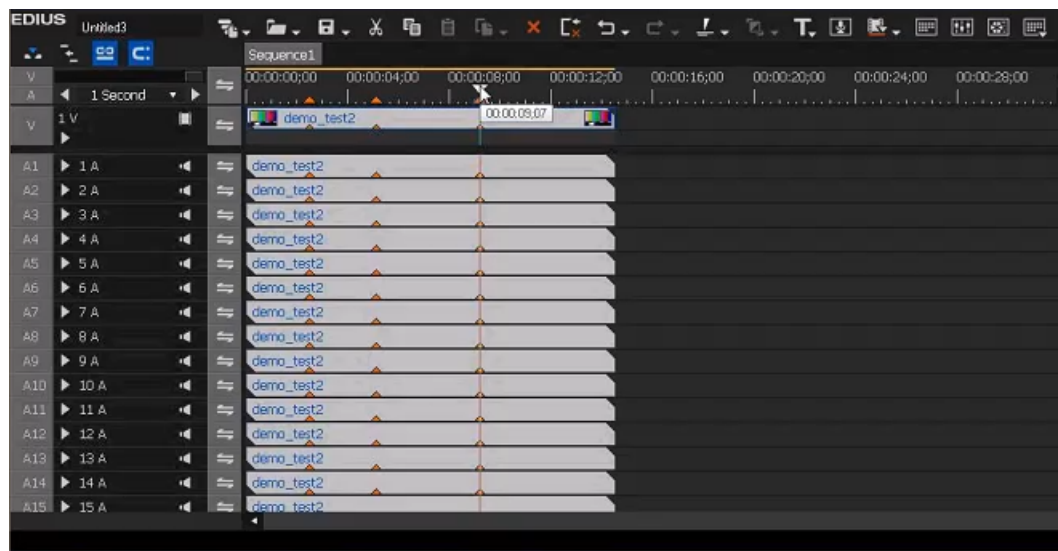 EDIUS Untitled3
Sequence1
00:00:00;00 00:00:04;00 00:00:08;00 00:00:12;00 00:00:16;00 00:00:20;00 00:00:24;00 00:00:28;00
V
A 1 Second
00:00:09;07
V 1 V demo_test2
A1 1 A demo_test2
A2 2 A demo_test2
A3 3 A demo_test2
A4 4 A demo_test2
A5 5 A demo_test2
A6 6 A demo_test2
A7 7 A demo_test2
A8 8 A demo_test2
A9 9 A demo_test2
A10 10 A demo_test2
A11 11 A demo_test2
A12 12 A demo_test2
A13 13 A demo_test2
A14 14 A demo_test2
A15 15 A demo_test2